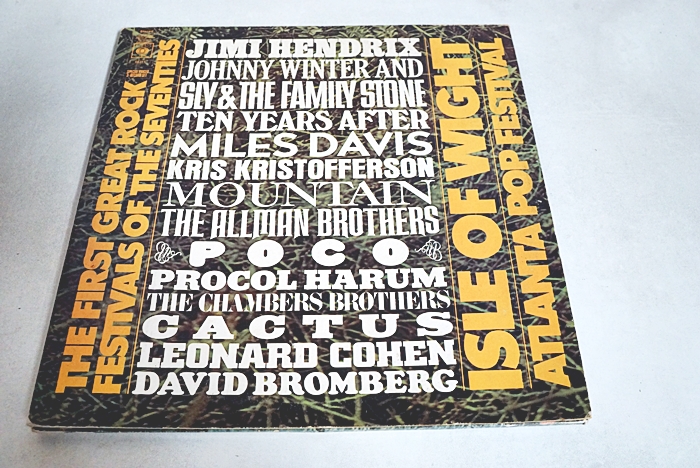 THE FIRST GREAT ROCK
FESTIVALS OF THE SEVENTIES
JIMI HENDRIX
JOHNNY WINTER AND
SLY & THE FAMILY STONE
TEN YEARS AFTER
MILES DAVIS
KRIS KRISTOFFERSON
MOUNTAIN
THE ALLMAN BROTHERS
POCO
PROCOL HARUM
THE CHAMBERS BROTHERS
CACTUS
LEONARD COHEN
DAVID BROMBERG
ISLE OF WIGHT
ATLANTA POP FESTIVAL